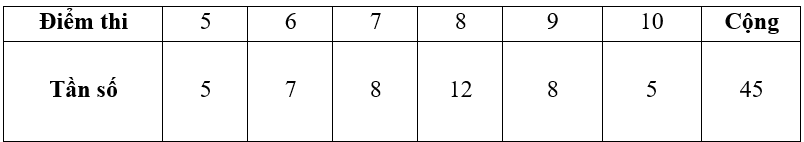 Điểm thi 5 6 7 8 9 10 Cộng
Tần số 5 7 8 12 8 5 45